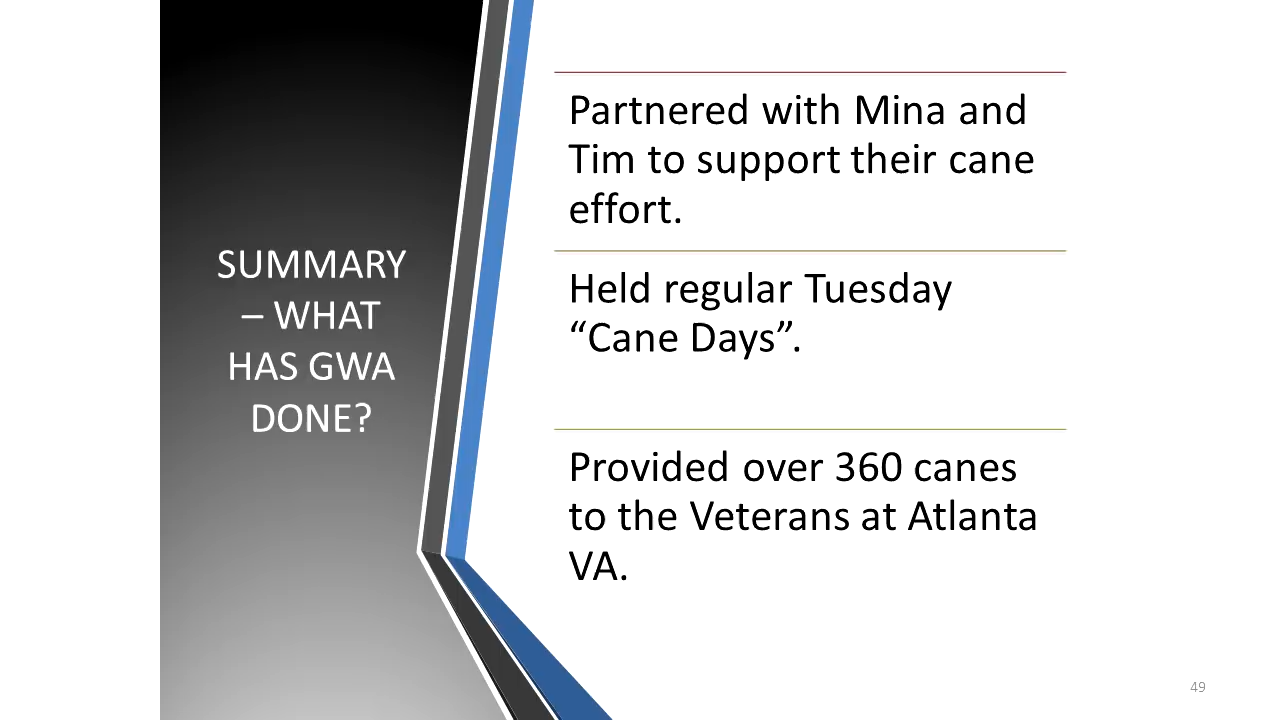 SUMMARY
– WHAT
HAS GWA
DONE?
Partnered with Mina and
Tim to support their cane
effort.
Held regular Tuesday
“Cane Days”.
Provided over 360 canes
to the Veterans at Atlanta
VA.
49